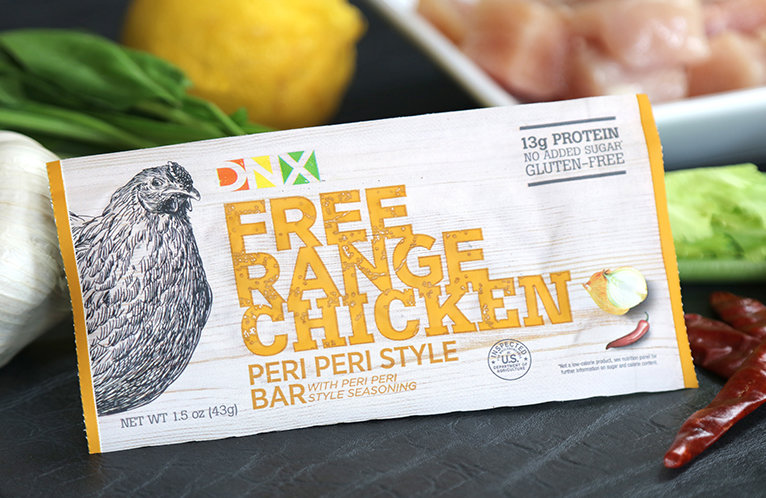 DNX
13g PROTEIN
NO ADDED SUGAR*
GLUTEN-FREE
FREE
RANGE
CHICKEN
PERI PERI STYLE
BAR WITH PERI PERI
STYLE SEASONING
NET WT 1.5 oz (43g)
INSPECTED
U.S.
DEPARTMENT OF
AGRICULTURE
*Not a low-calorie product, see nutrition panel for
further information on sugar and calorie content.